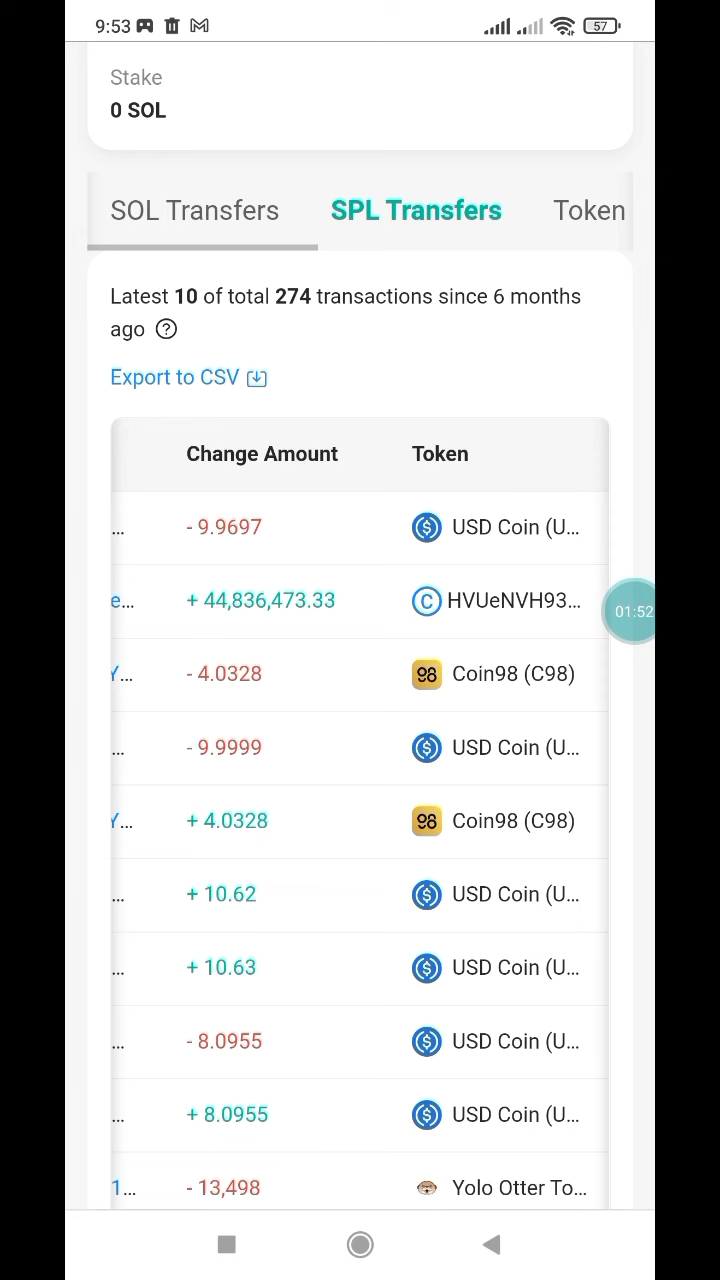 9:53
57
Stake
0 SOL
SOL Transfers SPL Transfers Token
Latest 10 of total 274 transactions since 6 months
ago ?
Export to CSV
Change Amount Token
... - 9.9697 USD Coin (U...
e... + 44,836,473.33 C HVUeNVH93...
01:52
Y... - 4.0328 98 Coin98 (C98)
... - 9.9999 USD Coin (U...
Y... + 4.0328 98 Coin98 (C98)
... + 10.62 USD Coin (U...
... + 10.63 USD Coin (U...
... - 8.0955 USD Coin (U...
... + 8.0955 USD Coin (U...
1... - 13,498 Yolo Otter To...